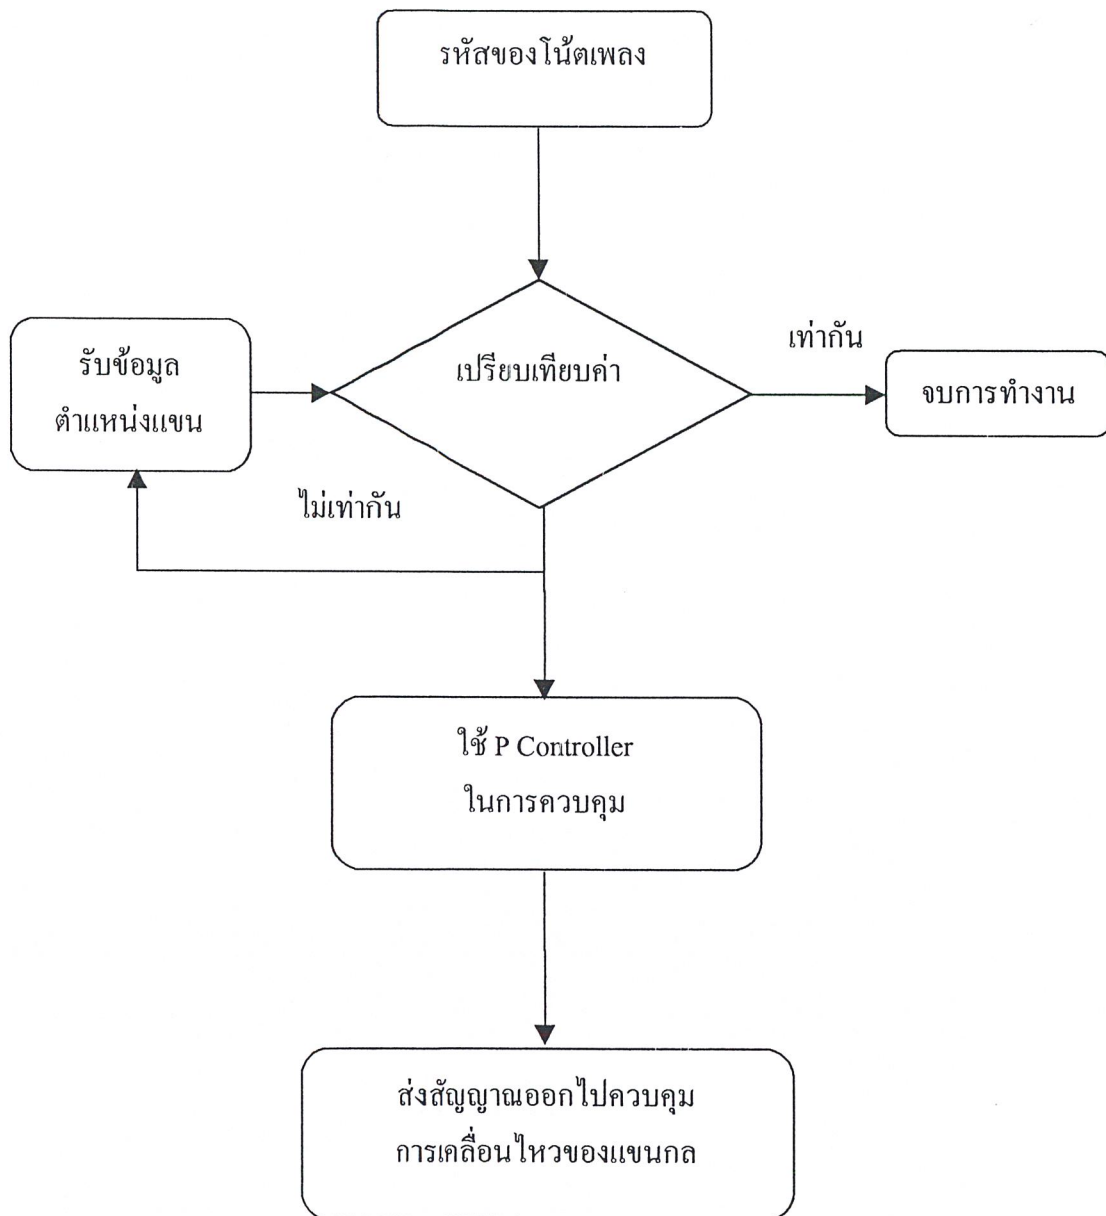 รหัสของโน้ตเพลง
เท่ากัน
รับข้อมูล
ตำแหน่งแขน
เปรียบเทียบค่า
จบการทำงาน
ไม่เท่ากัน
ใช้ P Controller
ในการควบคุม
ส่งสัญญาณออกไปควบคุม
การเคลื่อนไหวของแขนกล